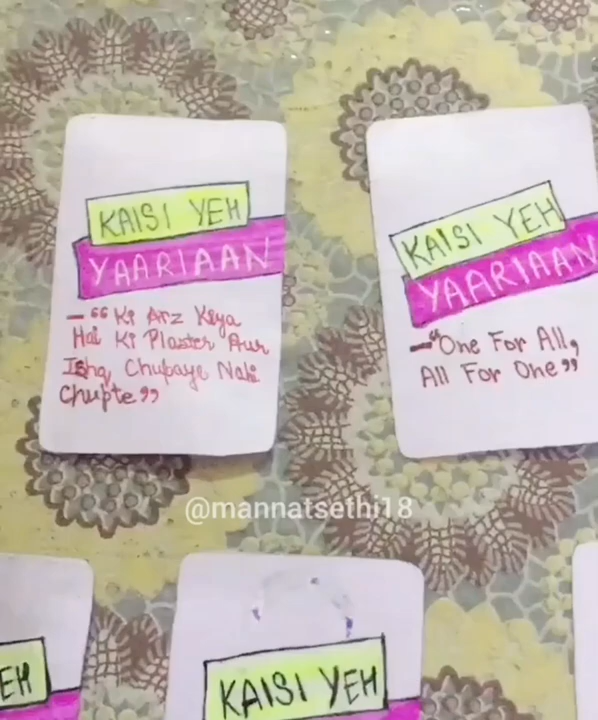 KAISI YEH
YAARIAAN
—“Ki Arz Kiya
Hai Ki Plaster Aur
Ishq Chupaye Nahi
Chupte”
KAISI YEH
YAARIAAN
—“One For All,
All For One”
@mannatsethi18
EH
KAISI YEH